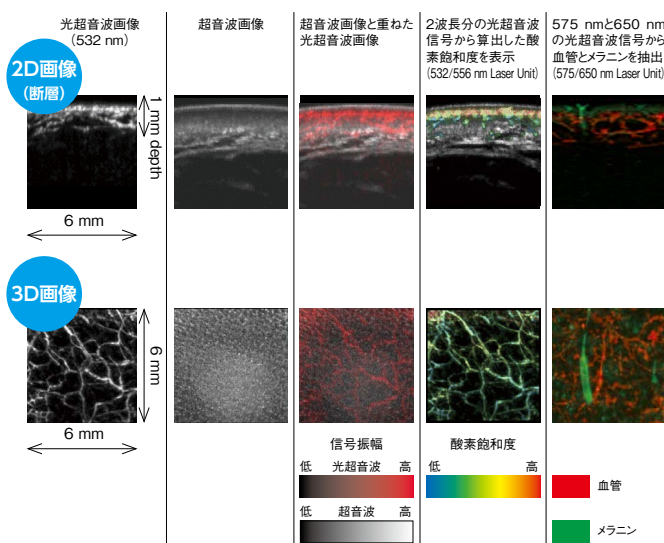 光超音波画像
（532 nm）
超音波画像
超音波画像と重ねた
光超音波画像
2波長分の光超音波
信号から算出した酸
素飽和度を表示
(532/556 nm Laser Unit)
575 nmと650 nm
の光超音波信号から
血管とメラニンを抽出
(575/650 nm Laser Unit)
2D画像
(断層)
1 mm depth
6 mm
3D画像
6 mm
6 mm
信号振幅
低 光超音波 高
低 超音波 高
酸素飽和度
低 高
血管
メラニン